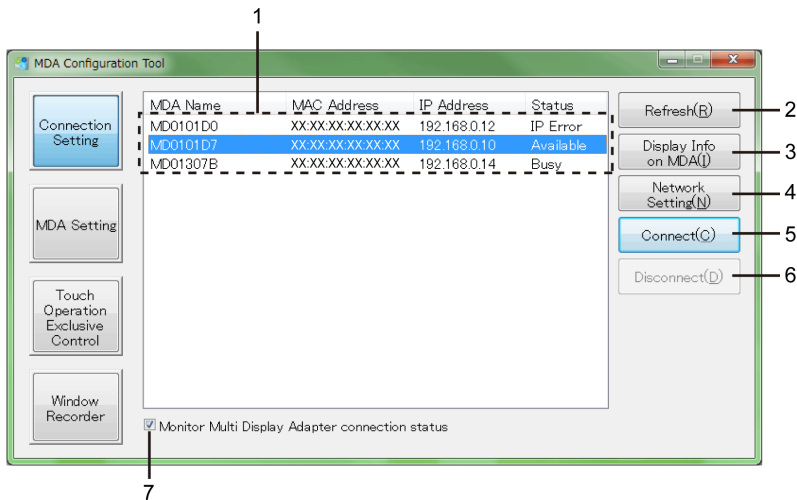 1
MDA Configuration Tool
MDA Name MAC Address IP Address Status
MD0101D0 XX:XX:XX:XX:XX:XX 192.168.0.12 IP Error
MD0101D7 XX:XX:XX:XX:XX:XX 192.168.0.10 Available
MD01307B XX:XX:XX:XX:XX:XX 192.168.0.14 Busy
Connection
Setting
MDA Setting
Touch
Operation
Exclusive
Control
Window
Recorder
Refresh(R) 2
Display Info
on MDA(I) 3
Network
Setting(N) 4
Connect(C) 5
Disconnect(D) 6
Monitor Multi Display Adapter connection status
7